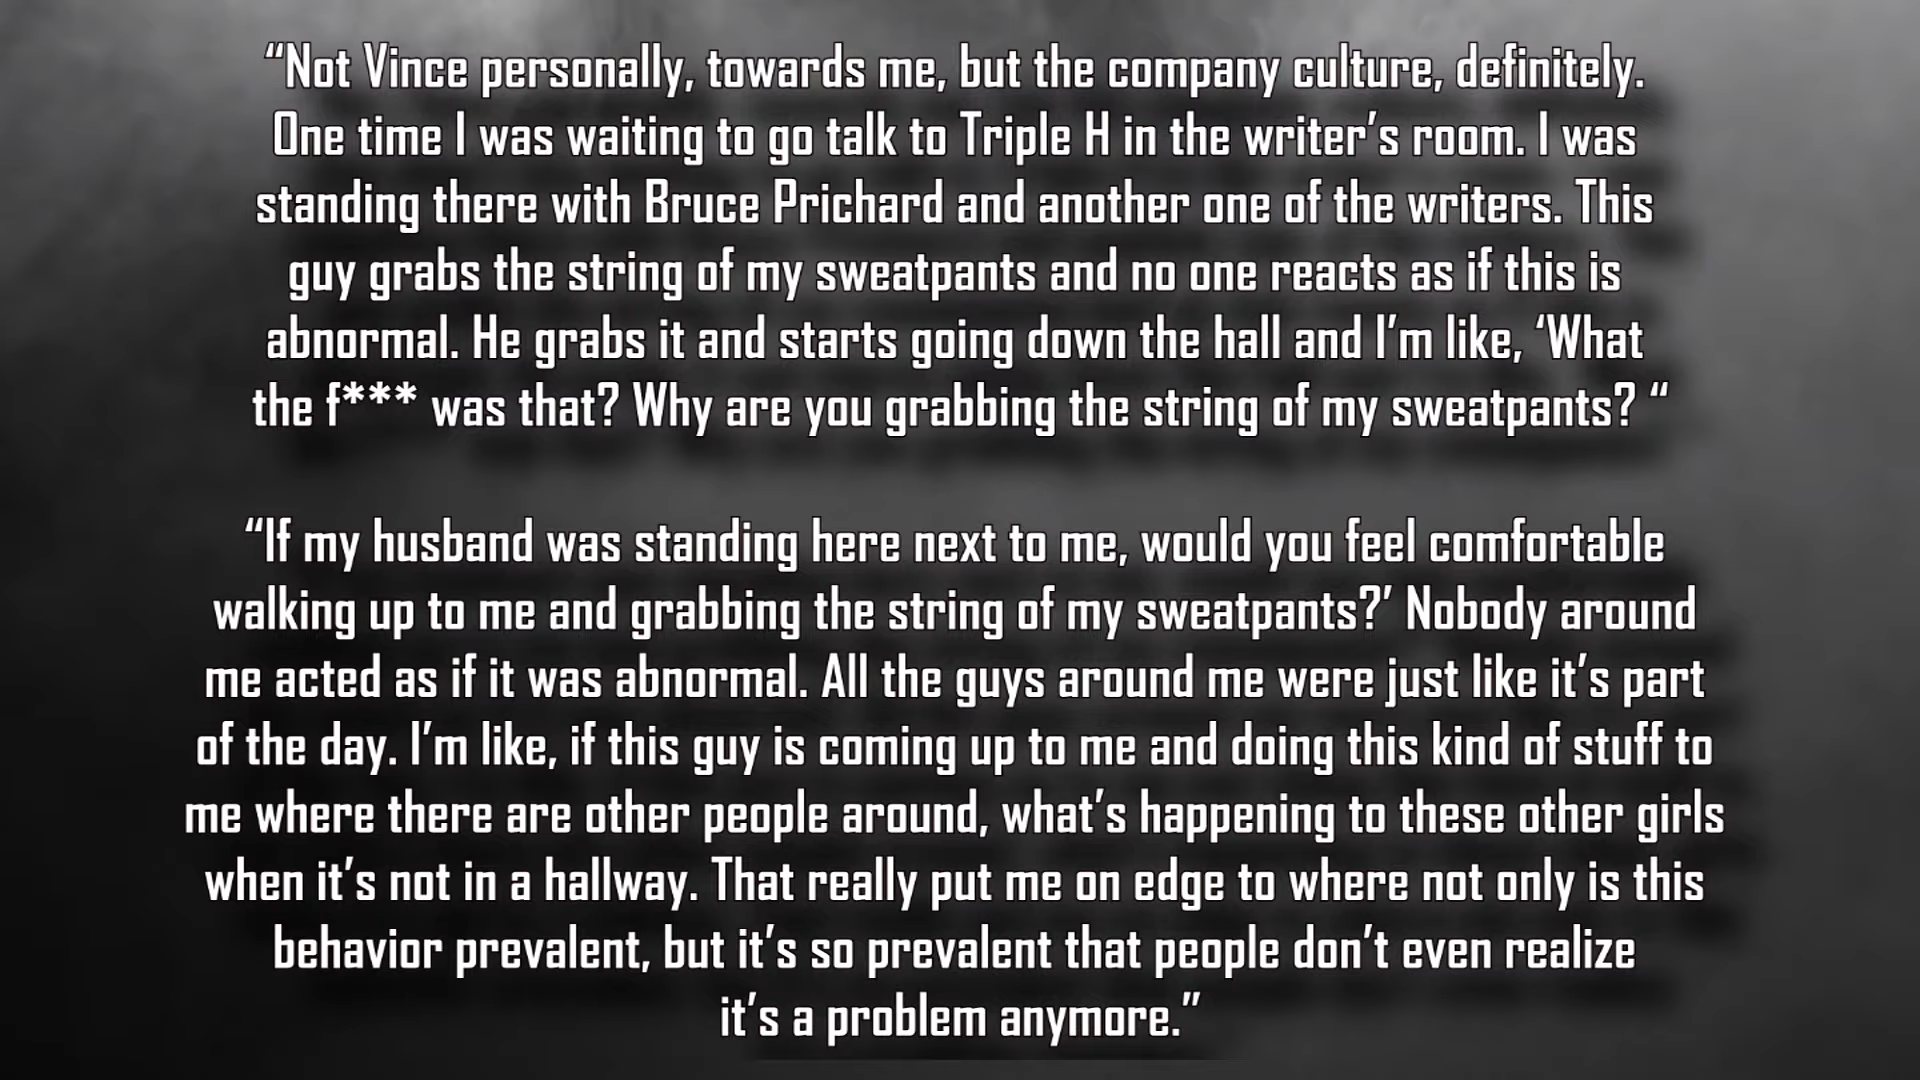 “Not Vince personally, towards me, but the company culture, definitely.
One time I was waiting to go talk to Triple H in the writer’s room. I was
standing there with Bruce Prichard and another one of the writers. This
guy grabs the string of my sweatpants and no one reacts as if this is
abnormal. He grabs it and starts going down the hall and I’m like, ‘What
the f*** was that? Why are you grabbing the string of my sweatpants? “
“If my husband was standing here next to me, would you feel comfortable
walking up to me and grabbing the string of my sweatpants?’ Nobody around
me acted as if it was abnormal. All the guys around me were just like it’s part
of the day. I’m like, if this guy is coming up to me and doing this kind of stuff to
me where there are other people around, what’s happening to these other girls
when it’s not in a hallway. That really put me on edge to where not only is this
behavior prevalent, but it’s so prevalent that people don’t even realize
it’s a problem anymore.”